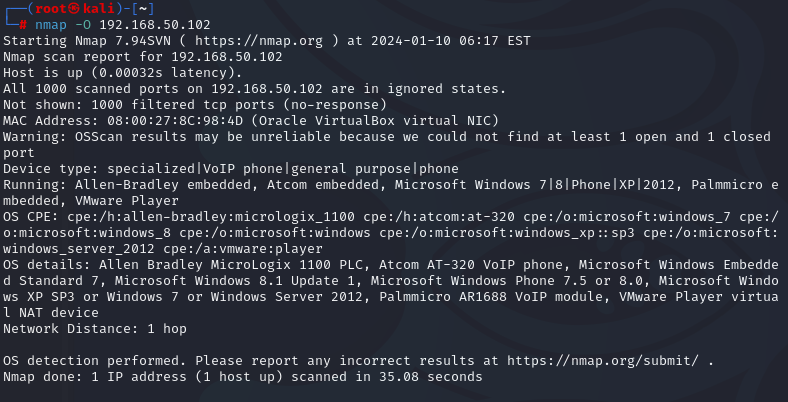 ┌──(root㉿kali)-[~]
└─# nmap -O 192.168.50.102
Starting Nmap 7.94SVN ( https://nmap.org ) at 2024-01-10 06:17 EST
Nmap scan report for 192.168.50.102
Host is up (0.00032s latency).
All 1000 scanned ports on 192.168.50.102 are in ignored states.
Not shown: 1000 filtered tcp ports (no-response)
MAC Address: 08:00:27:8C:98:4D (Oracle VirtualBox virtual NIC)
Warning: OSScan results may be unreliable because we could not find at least 1 open and 1 closed
port
Device type: specialized|VoIP phone|general purpose|phone
Running: Allen-Bradley embedded, Atcom embedded, Microsoft Windows 7|8|Phone|XP|2012, Palmmicro e
mbedded, VMware Player
OS CPE: cpe:/h:allen-bradley:micrologix_1100 cpe:/h:atcom:at-320 cpe:/o:microsoft:windows_7 cpe:/
o:microsoft:windows_8 cpe:/o:microsoft:windows cpe:/o:microsoft:windows_xp::sp3 cpe:/o:microsoft:
windows_server_2012 cpe:/a:vmware:player
OS details: Allen Bradley MicroLogix 1100 PLC, Atcom AT-320 VoIP phone, Microsoft Windows Embedde
d Standard 7, Microsoft Windows 8.1 Update 1, Microsoft Windows Phone 7.5 or 8.0, Microsoft Windo
ws XP SP3 or Windows 7 or Windows Server 2012, Palmmicro AR1688 VoIP module, VMware Player virtua
l NAT device
Network Distance: 1 hop
OS detection performed. Please report any incorrect results at https://nmap.org/submit/ .
Nmap done: 1 IP address (1 host up) scanned in 35.08 seconds